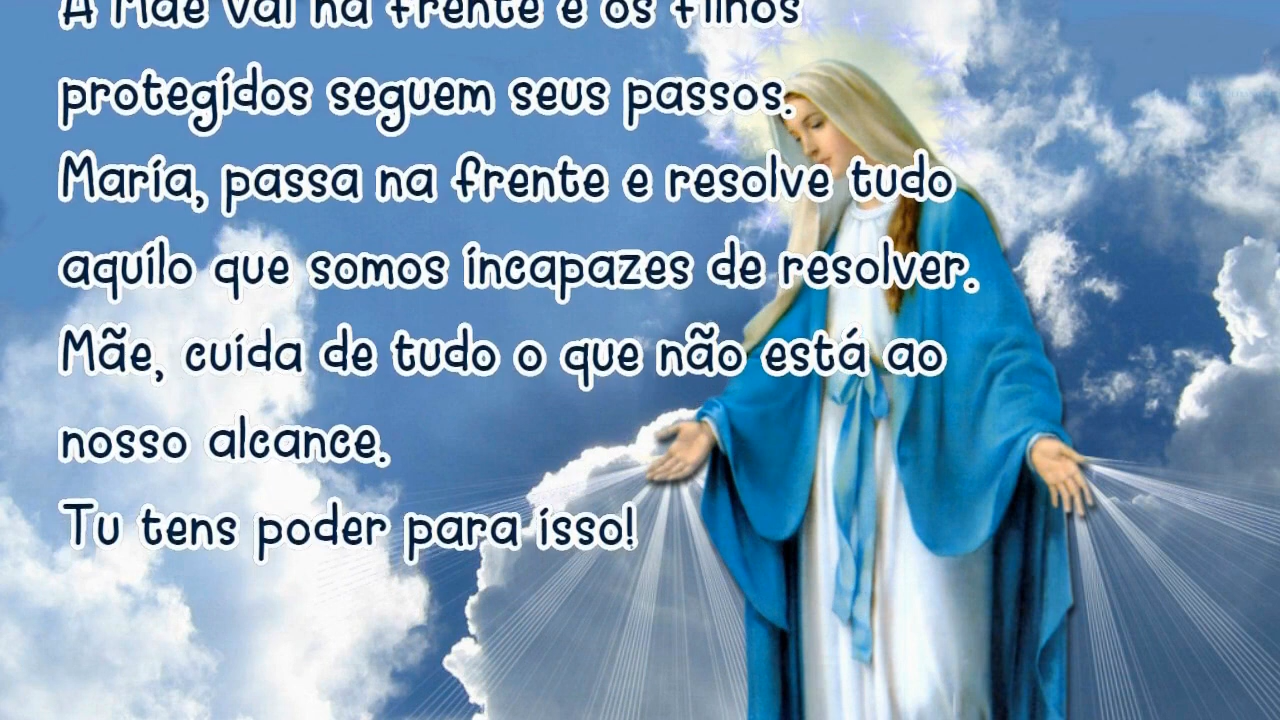 A Mãe vai na frente e os filhos
protegidos seguem seus passos.
Maria, passa na frente e resolve tudo
aquilo que somos incapazes de resolver.
Mãe, cuida de tudo o que não está ao
nosso alcance.
Tu tens poder para isso!